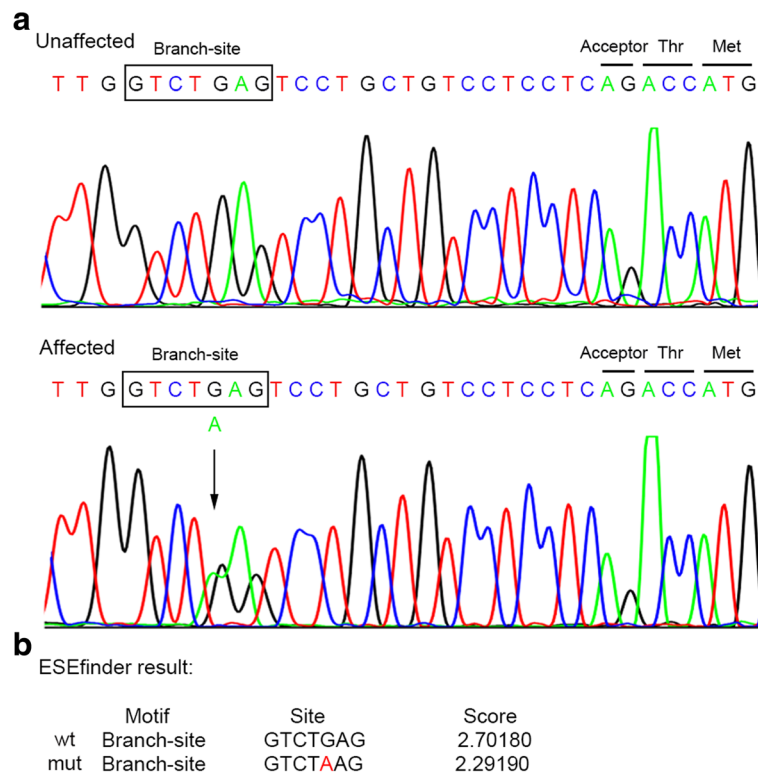 a
Unaffected
Branch-site Acceptor Thr Met
T T G G T C T G A G T C C T G C T G T C C T C C T C A G A C C A T G
Affected
Branch-site Acceptor Thr Met
T T G G T C T G A G T C C T G C T G T C C T C C T C A G A C C A T G
A
b
ESEfinder result:
Motif Site Score
wt Branch-site GTCTGAG 2.70180
mut Branch-site GTCTAAG 2.29190